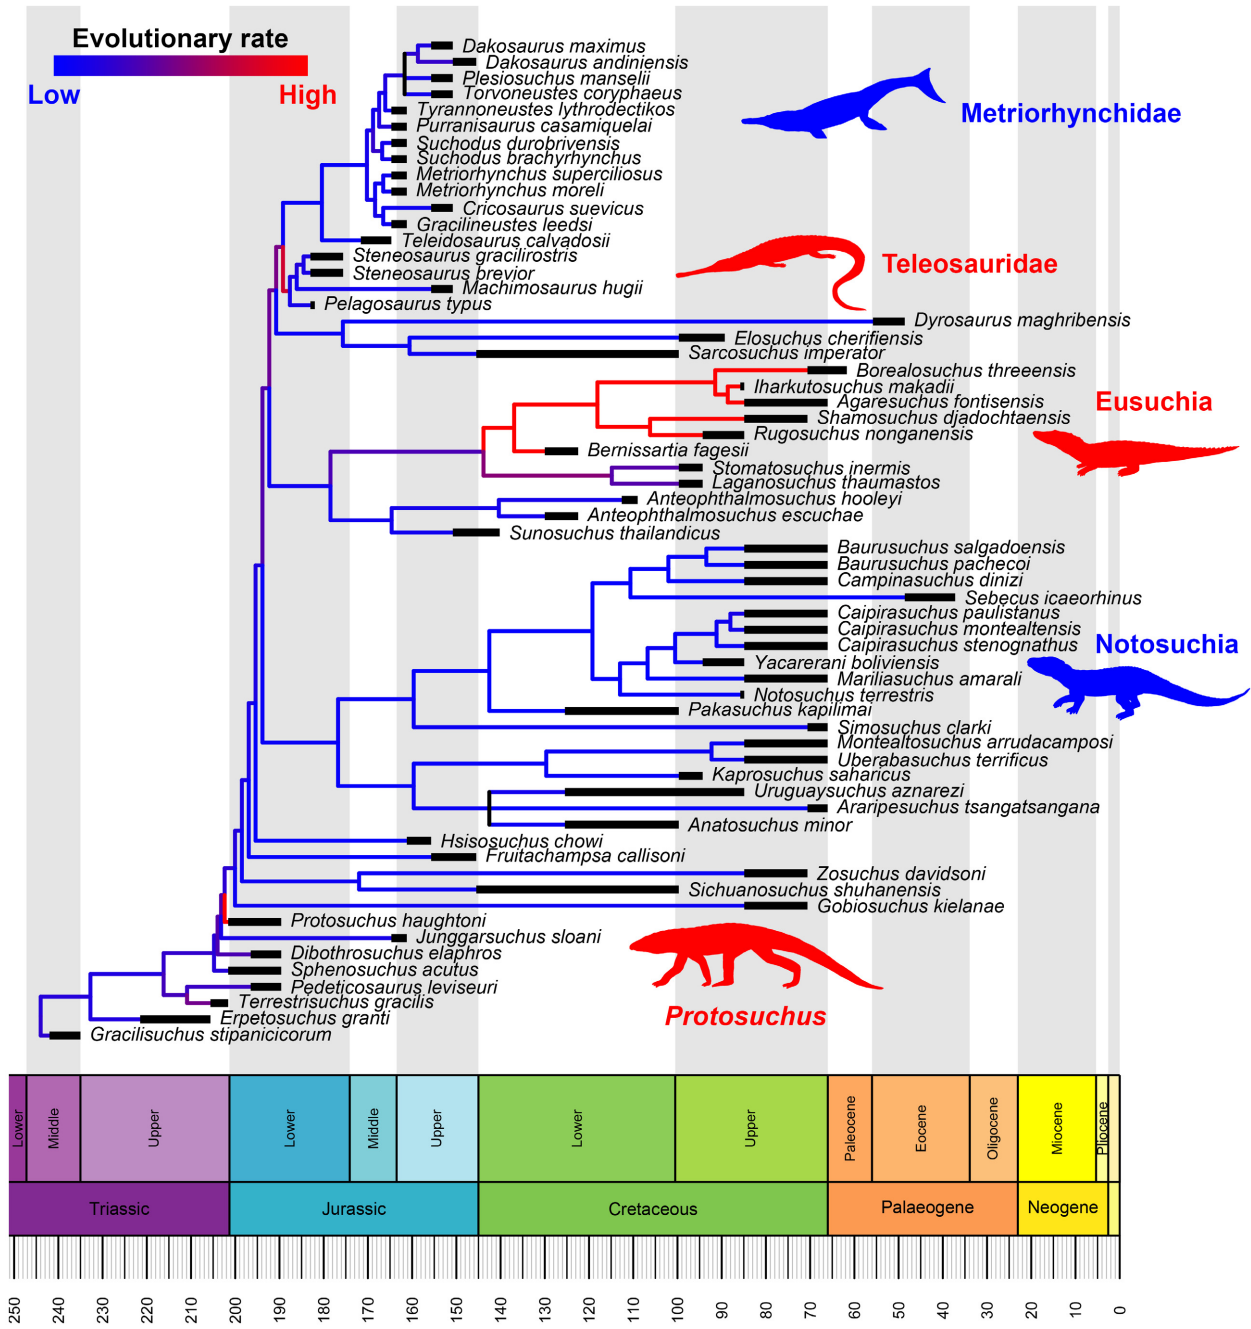 Evolutionary rate
Low
High
Dakosaurus maximus
Dakosaurus andiniensis
Plesiosuchus manselii
Torvoneustes coryphaeus
Tyrannoneustes lythrodectikos
Purranisaurus casamiquelai
Suchodus durobrivensis
Suchodus brachyrhynchus
Metriorhynchus superciliosus
Metriorhynchus moreli
Cricosaurus suevicus
Gracilineustes leedsi
Teleidosaurus calvadosii
Steneosaurus gracilirostris
Steneosaurus brevior
Machimosaurus hugii
Pelagosaurus typus
Dyrosaurus maghribensis
Elosuchus cherifiensis
Sarcosuchus imperator
Borealosuchus threeensis
Iharkutosuchus makadii
Agaresuchus fontisensis
Shamosuchus djadochtaensis
Rugosuchus nonganensis
Bernissartia fagesii
Stomatosuchus inermis
Laganosuchus thaumastos
Anteophthalmosuchus hooleyi
Anteophthalmosuchus escuchae
Sunosuchus thailandicus
Baurusuchus salgadoensis
Baurusuchus pachecoi
Campinasuchus dinizi
Sebecus icaeorhinus
Caipirasuchus paulistanus
Caipirasuchus montealtensis
Caipirasuchus stenognathus
Yacarerani boliviensis
Mariliasuchus amarali
Notosuchus terrestris
Pakasuchus kapilimai
Simosuchus clarki
Montealtosuchus arrudacamposi
Uberabasuchus terrificus
Kaprosuchus saharicus
Uruguaysuchus aznarezi
Araripesuchus tsangatsangana
Anatosuchus minor
Hsisosuchus chowi
Fruitachampsa callisoni
Zosuchus davidsoni
Sichuanosuchus shuhanensis
Gobiosuchus kielanae
Protosuchus haughtoni
Junggarsuchus sloani
Dibothrosuchus elaphros
Sphenosuchus acutus
Pedeticosaurus leviseuri
Terrestrisuchus gracilis
Erpetosuchus granti
Gracilisuchus stipanicicorum
Metriorhynchidae
Teleosauridae
Eusuchia
Notosuchia
Protosuchus
Lower
Middle
Upper
Lower
Middle
Upper
Lower
Upper
Paleocene
Eocene
Oligocene
Miocene
Pliocene
Triassic
Jurassic
Cretaceous
Palaeogene
Neogene
250 240 230 220 210 200 190 180 170 160 150 140 130 120 110 100 90 80 70 60 50 40 30 20 10 0